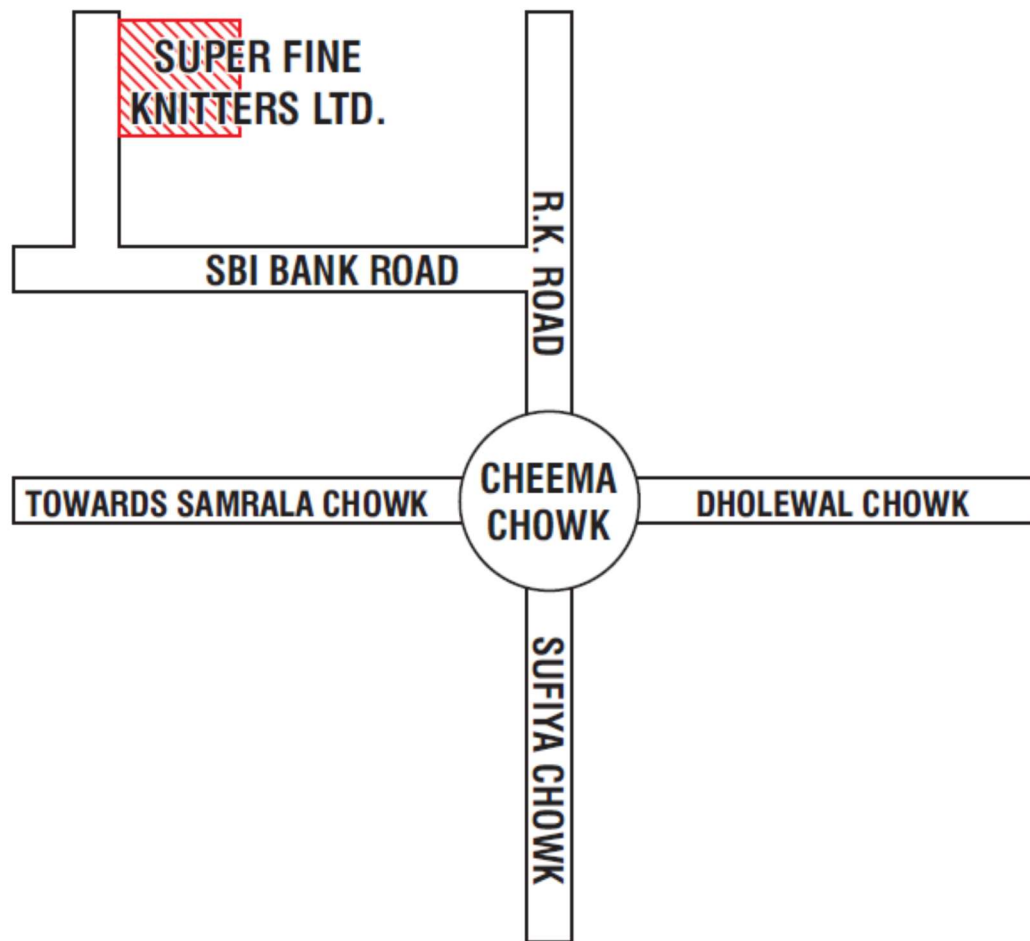 SUPER FINE
KNITTERS LTD.
R.K. ROAD
SBI BANK ROAD
TOWARDS SAMRALA CHOWK
CHEEMA
CHOWK
DHOLEWAL CHOWK
SUFIYA CHOWK